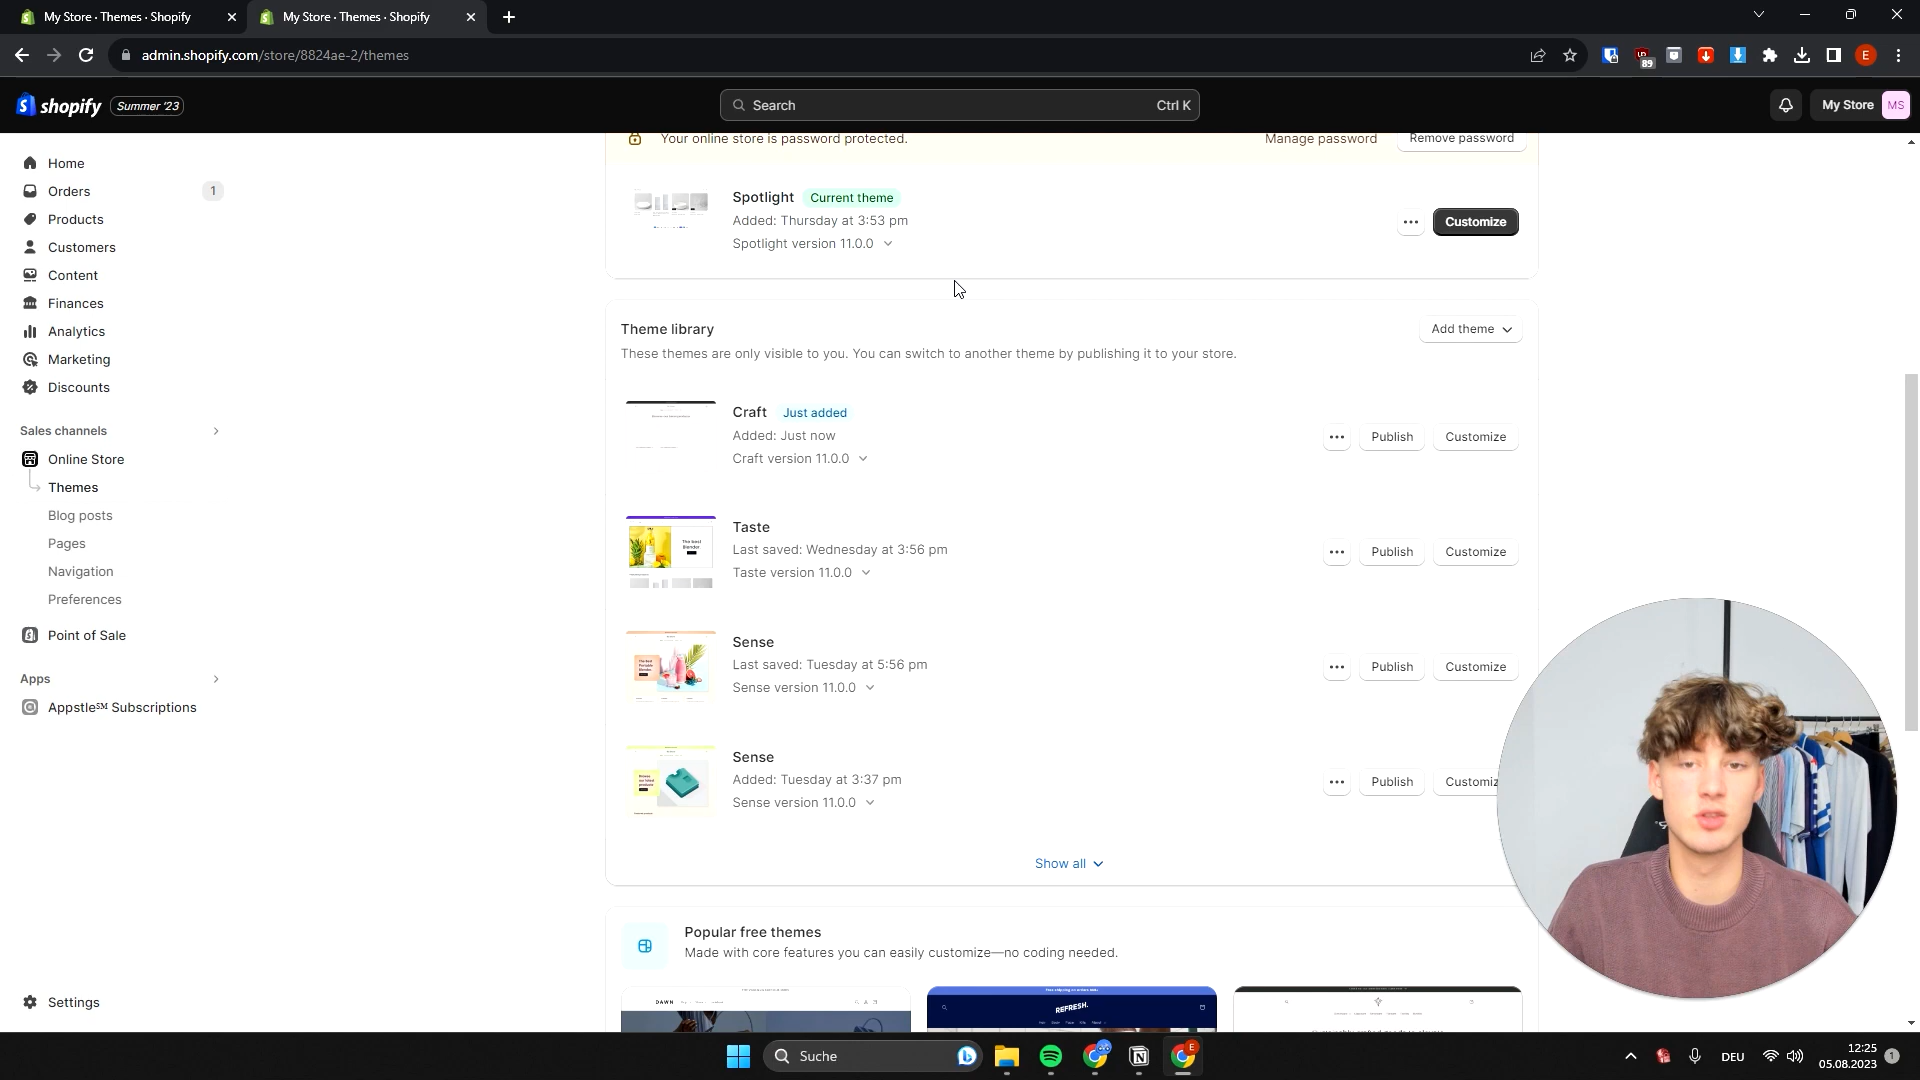 My Store · Themes · Shopify
My Store · Themes · Shopify
admin.shopify.com/store/8824ae-2/themes
89
E
shopify
Summer '23
Search
Ctrl K
My Store
MS
Home
Orders
1
Products
Customers
Content
Finances
Analytics
Marketing
Discounts
Sales channels
Online Store
Themes
Blog posts
Pages
Navigation
Preferences
Point of Sale
Apps
Appstle℠ Subscriptions
Settings
Your online store is password protected.
Manage password
Remove password
Spotlight
Current theme
Added: Thursday at 3:53 pm
Spotlight version 11.0.0
Customize
Theme library
Add theme
These themes are only visible to you. You can switch to another theme by publishing it to your store.
Craft
Just added
Added: Just now
Craft version 11.0.0
Publish
Customize
Taste
Last saved: Wednesday at 3:56 pm
Taste version 11.0.0
Publish
Customize
The best
Blender
Sense
Last saved: Tuesday at 5:56 pm
Sense version 11.0.0
Publish
Customize
Sense
Added: Tuesday at 3:37 pm
Sense version 11.0.0
Publish
Customiz
Show all
Popular free themes
Made with core features you can easily customize—no coding needed.
DAWN
REFRESH.
Suche
E
DEU
12:25
05.08.2023
1